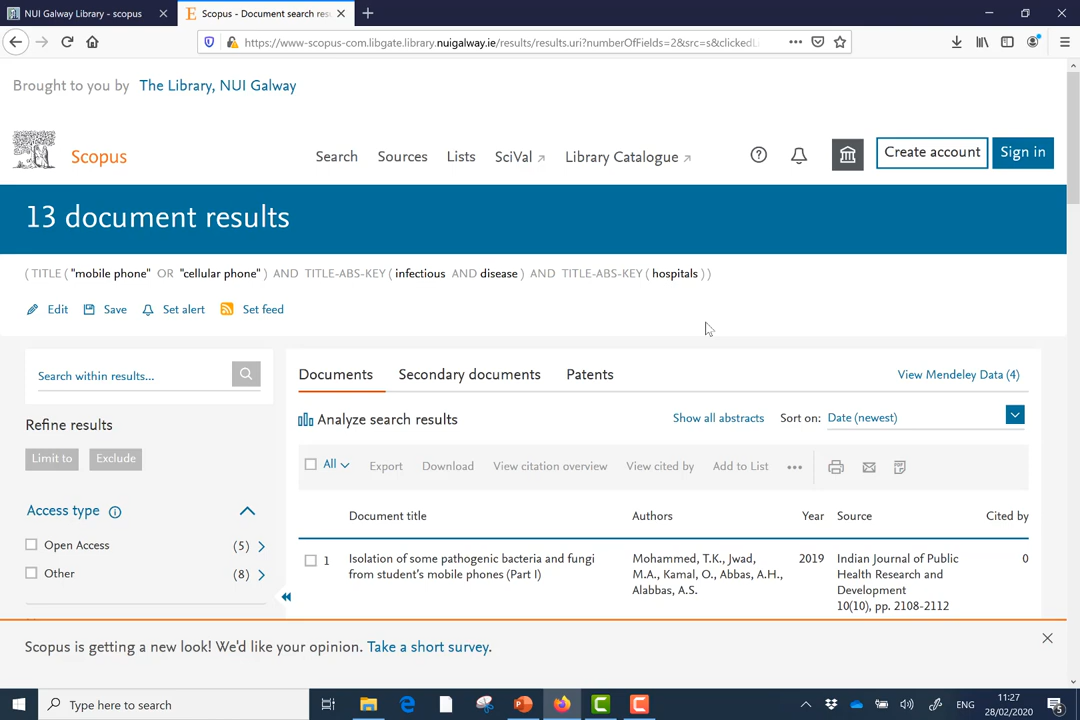 NUI Galway Library - scopus
Scopus - Document search res
https://www-scopus-com.libgate.library.nuigalway.ie/results/results.uri?numberOfFields=2&src=s&clickedL
Brought to you by The Library, NUI Galway
Scopus Search Sources Lists SciVal Library Catalogue Create account Sign in
13 document results
( TITLE ( "mobile phone" OR "cellular phone" ) AND TITLE-ABS-KEY ( infectious AND disease ) AND TITLE-ABS-KEY ( hospitals ) )
Edit Save Set alert Set feed
Search within results...
Refine results
Limit to Exclude
Access type
Open Access (5)
Other (8)
Documents Secondary documents Patents View Mendeley Data (4)
Analyze search results Show all abstracts Sort on: Date (newest)
All Export Download View citation overview View cited by Add to List
Document title Authors Year Source Cited by
1 Isolation of some pathogenic bacteria and fungi
from student's mobile phones (Part I)
Mohammed, T.K., Jwad,
M.A., Kamal, O., Abbas, A.H.,
Alabbas, A.S.
2019
Indian Journal of Public
Health Research and
Development
10(10), pp. 2108-2112
0
Scopus is getting a new look! We'd like your opinion. Take a short survey.
Type here to search
ENG
11:27
28/02/2020
5